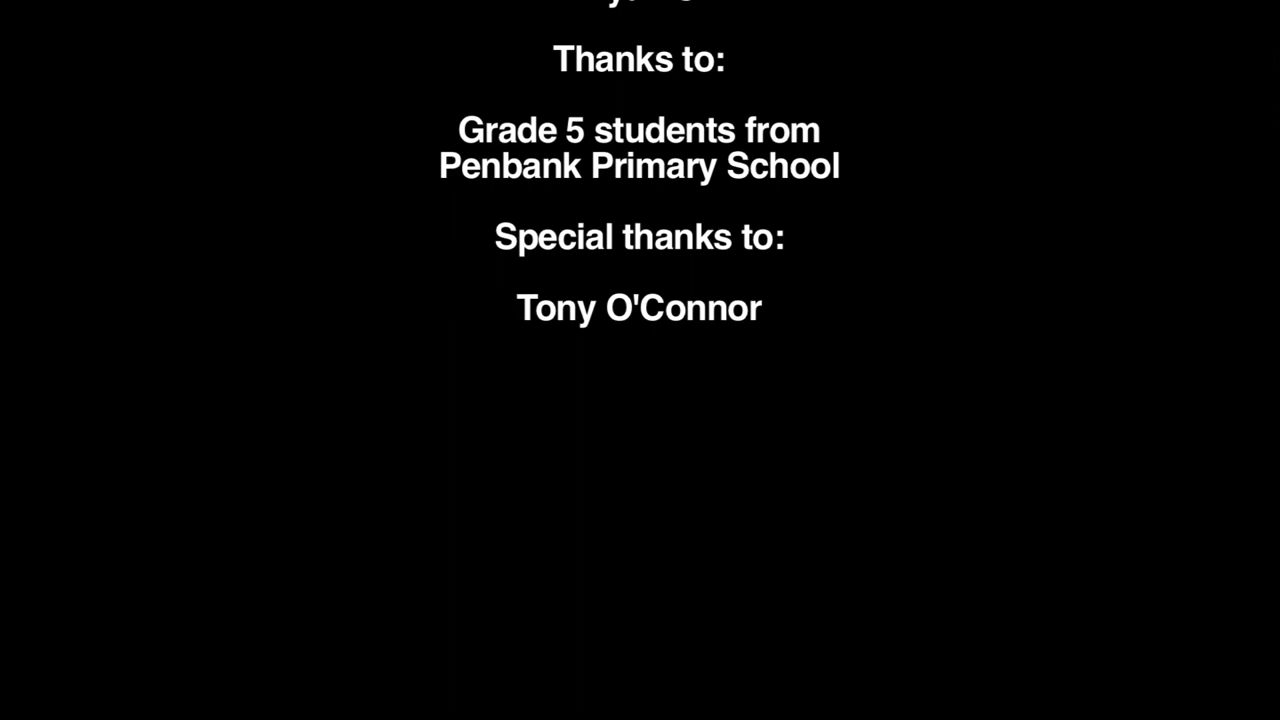 Thanks to:
Grade 5 students from
Penbank Primary School
Special thanks to:
Tony O'Connor